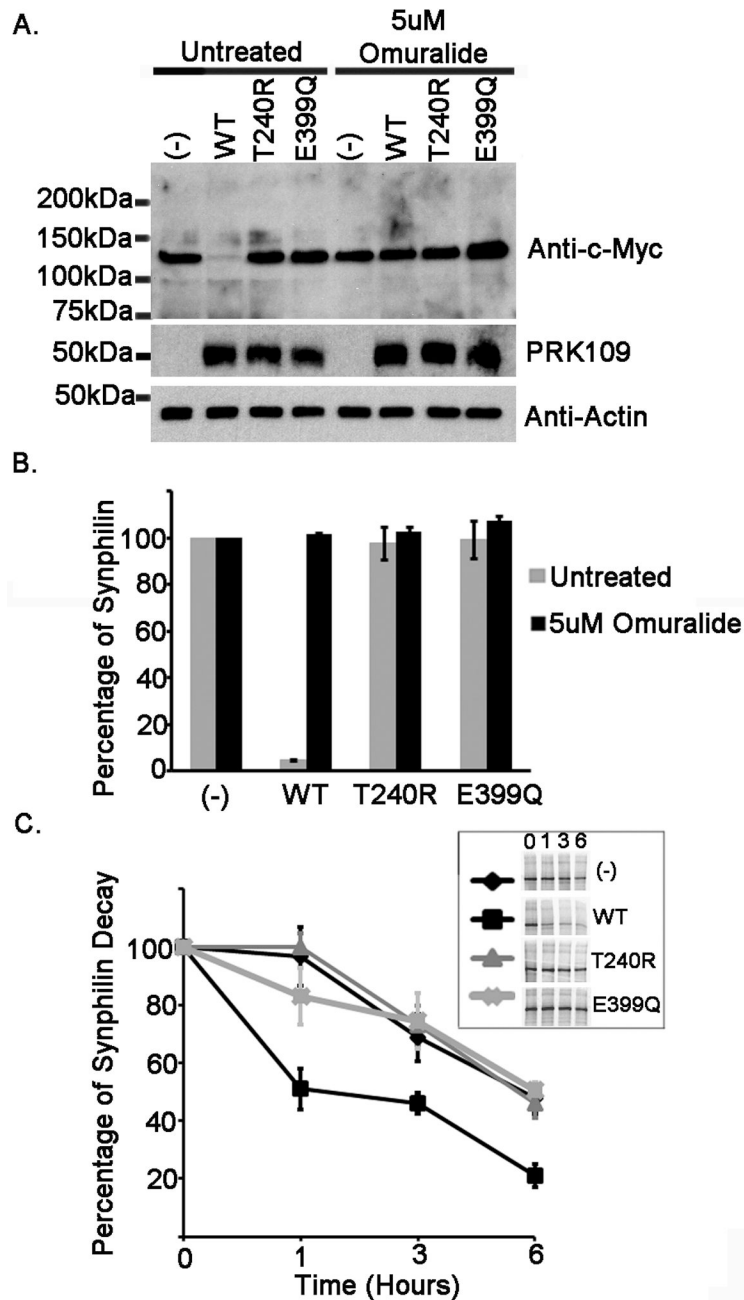 A.
Untreated
5uM
Omuralide
(-) WT T240R E399Q (-) WT T240R E399Q
200kDa
150kDa
100kDa
75kDa
Anti-c-Myc
50kDa
PRK109
50kDa
Anti-Actin
B.
Percentage of Synphilin
100
80
60
40
20
0
(-) WT T240R E399Q
Untreated
5uM Omuralide
C.
Percentage of Synphilin Decay
100
80
60
40
20
0 1 3 6
Time (Hours)
0 1 3 6
(-)
WT
T240R
E399Q